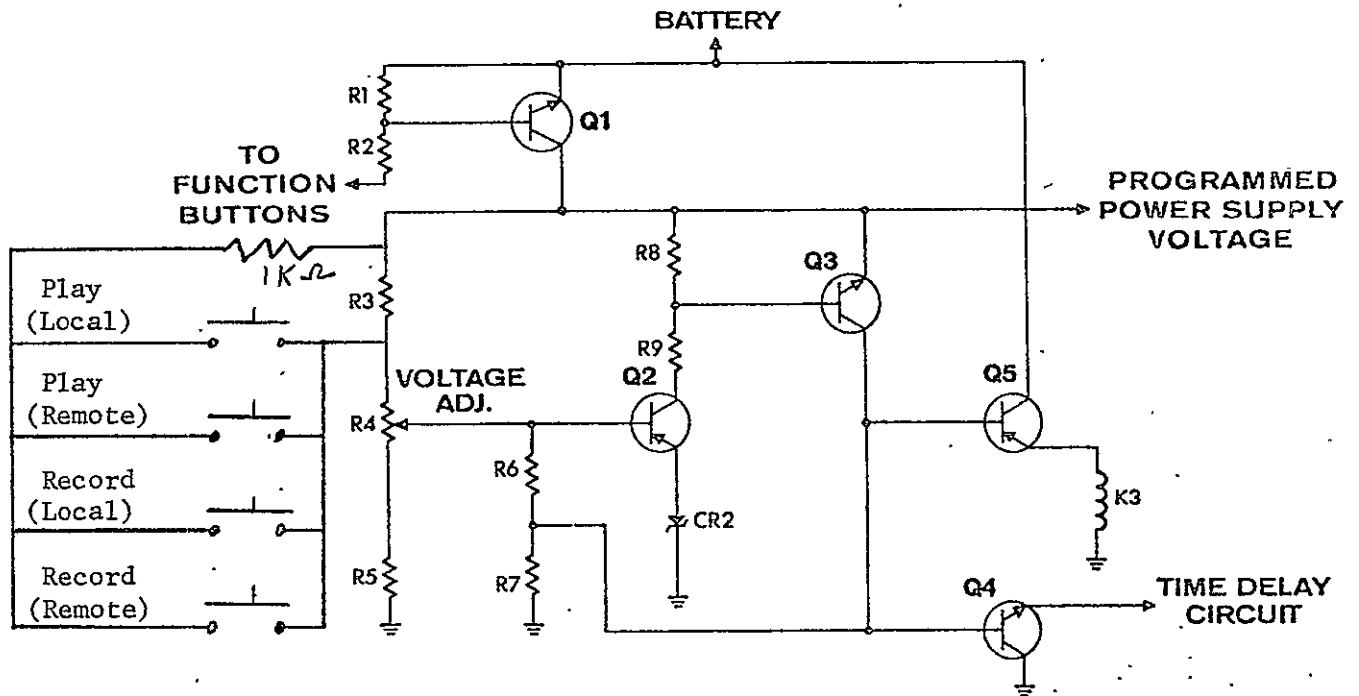 BATTERY
R1
Q1
R2
TO
FUNCTION
BUTTONS
PROGRAMMED
POWER SUPPLY
VOLTAGE
1KΩ
R8
Q3
Play
(Local)
R3
R9
Play
(Remote)
VOLTAGE
ADJ.
Q2
Q5
R4
R6
K3
Record
(Local)
CR2
R5
R7
Q4
TIME DELAY
CIRCUIT
Record
(Remote)